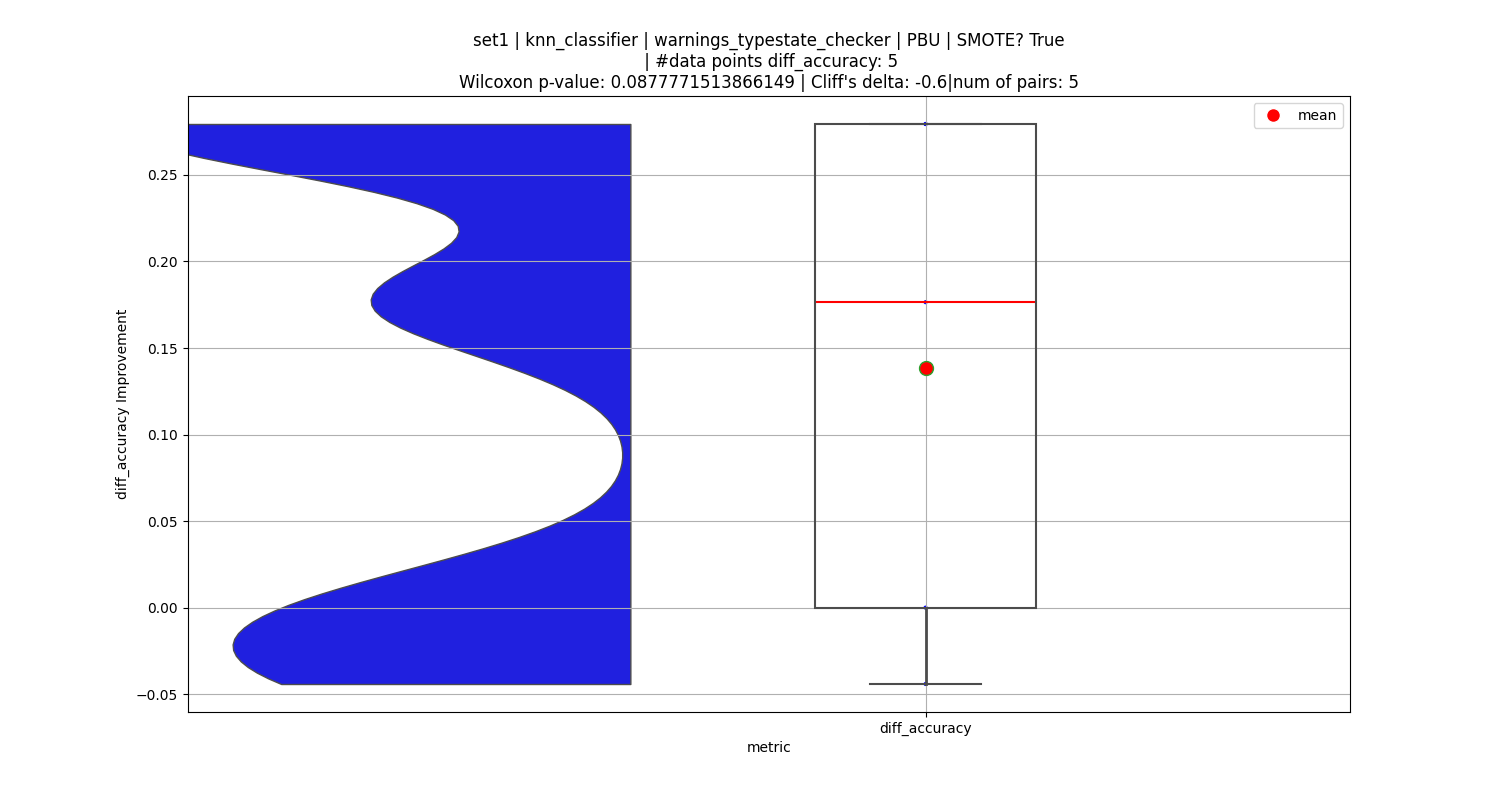 set1 | knn_classifier | warnings_typestate_checker | PBU | SMOTE? True
| #data points diff_accuracy: 5
Wilcoxon p-value: 0.0877771513866149 | Cliff's delta: -0.6|num of pairs: 5
mean
0.25
0.20
0.15
0.10
0.05
0.00
−0.05
diff_accuracy Improvement
diff_accuracy
metric